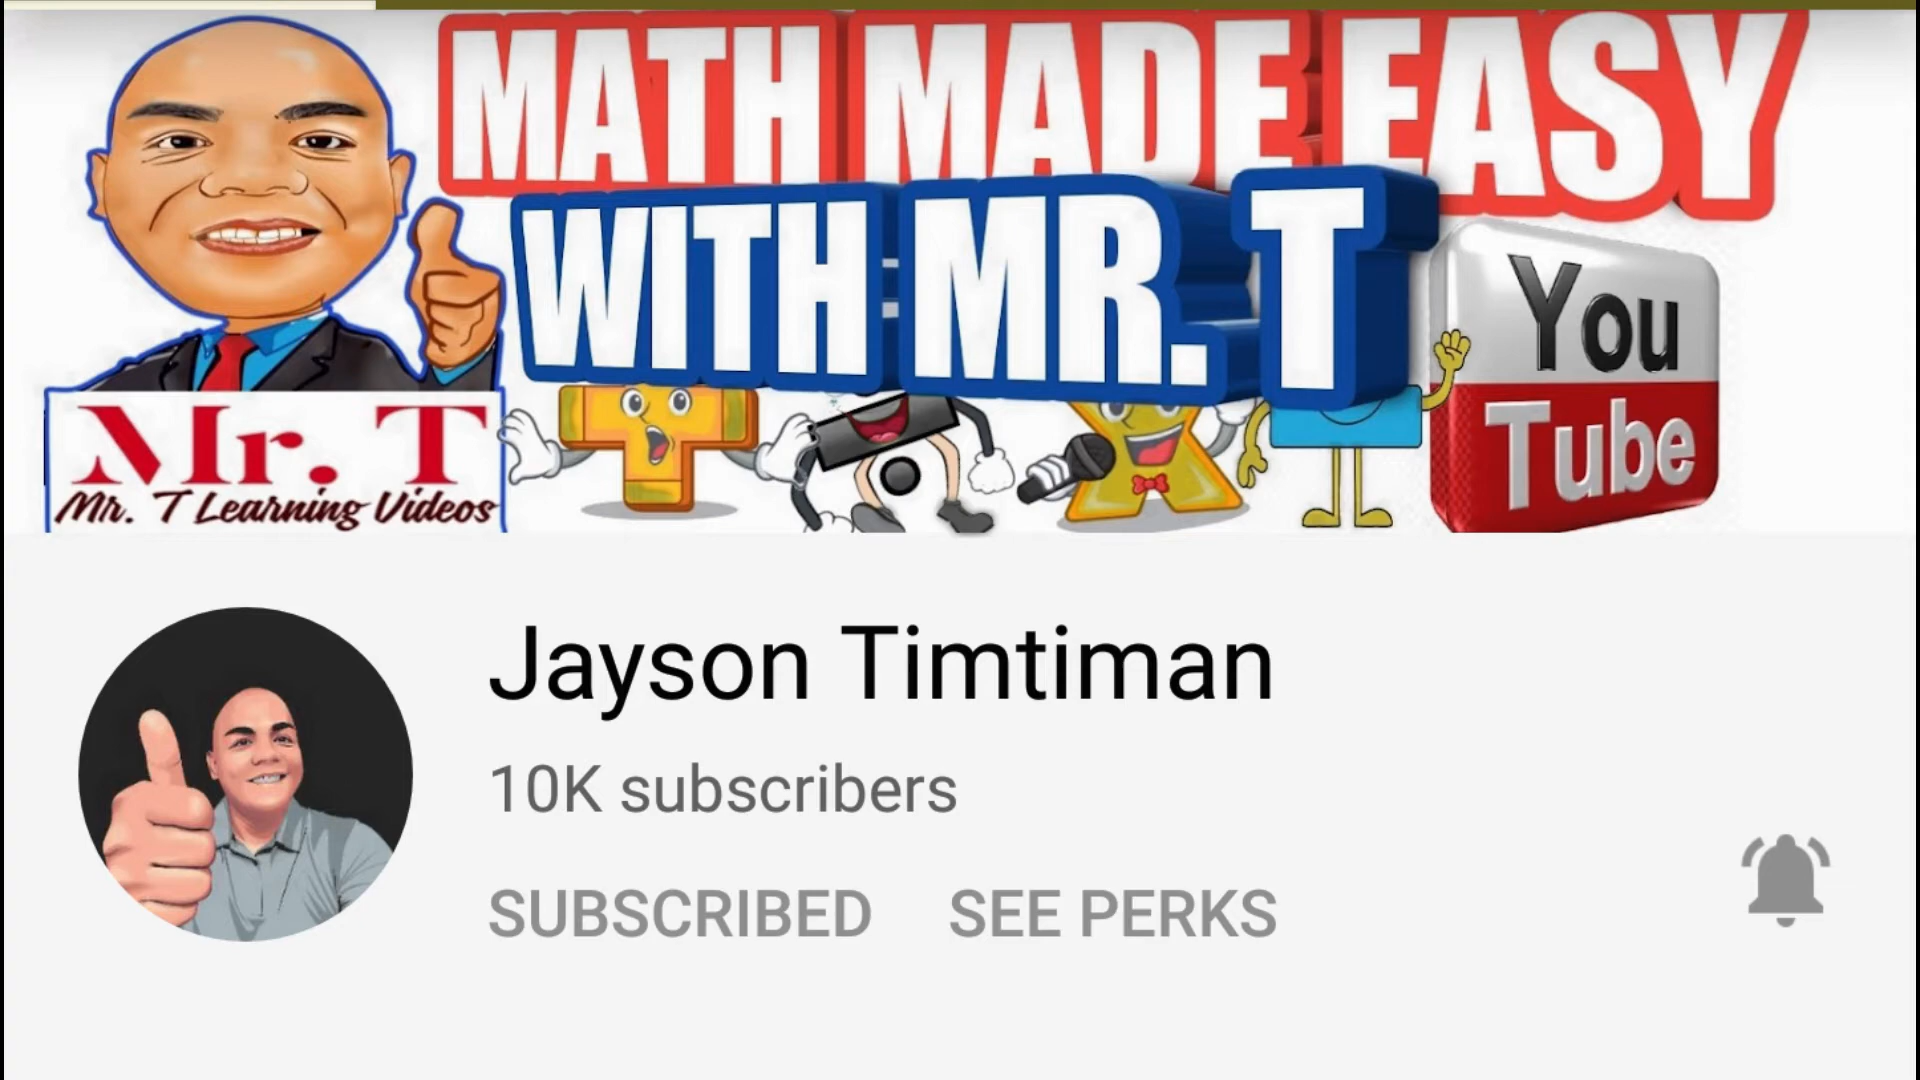 MATH MADE EASY
WITH MR. T
You
Tube
Mr. T
Mr. T Learning Videos
Jayson Timtiman
10K subscribers
SUBSCRIBED SEE PERKS